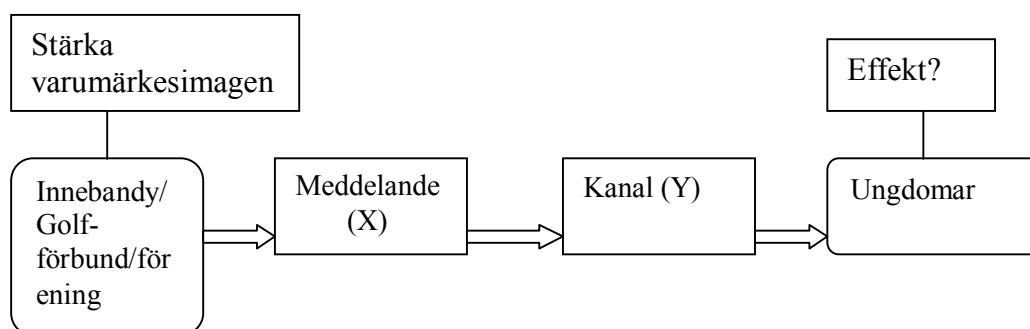 Stärka
varumärkesimagen
Effekt?
Innebandy/
Golf-
förbund/för
ening
Meddelande
(X)
Kanal (Y)
Ungdomar